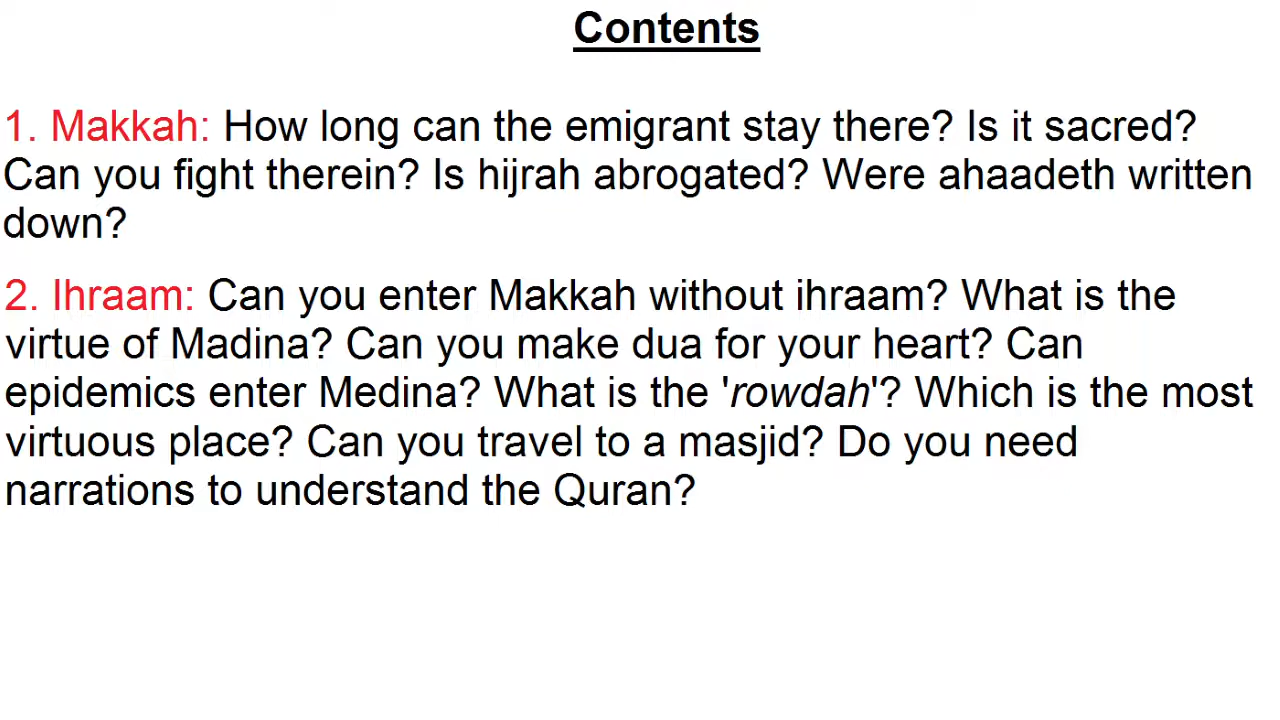 Contents
1. Makkah: How long can the emigrant stay there? Is it sacred?
Can you fight therein? Is hijrah abrogated? Were ahaadeth written
down?
2. Ihraam: Can you enter Makkah without ihraam? What is the
virtue of Madina? Can you make dua for your heart? Can
epidemics enter Medina? What is the 'rowdah'? Which is the most
virtuous place? Can you travel to a masjid? Do you need
narrations to understand the Quran?